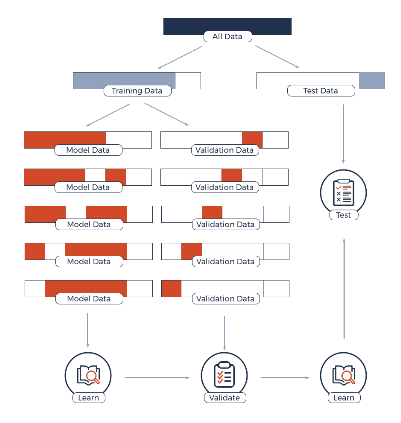 All Data
Training Data
Test Data
Model Data
Validation Data
Model Data
Validation Data
Model Data
Validation Data
Model Data
Validation Data
Model Data
Validation Data
Test
Learn
Validate
Learn